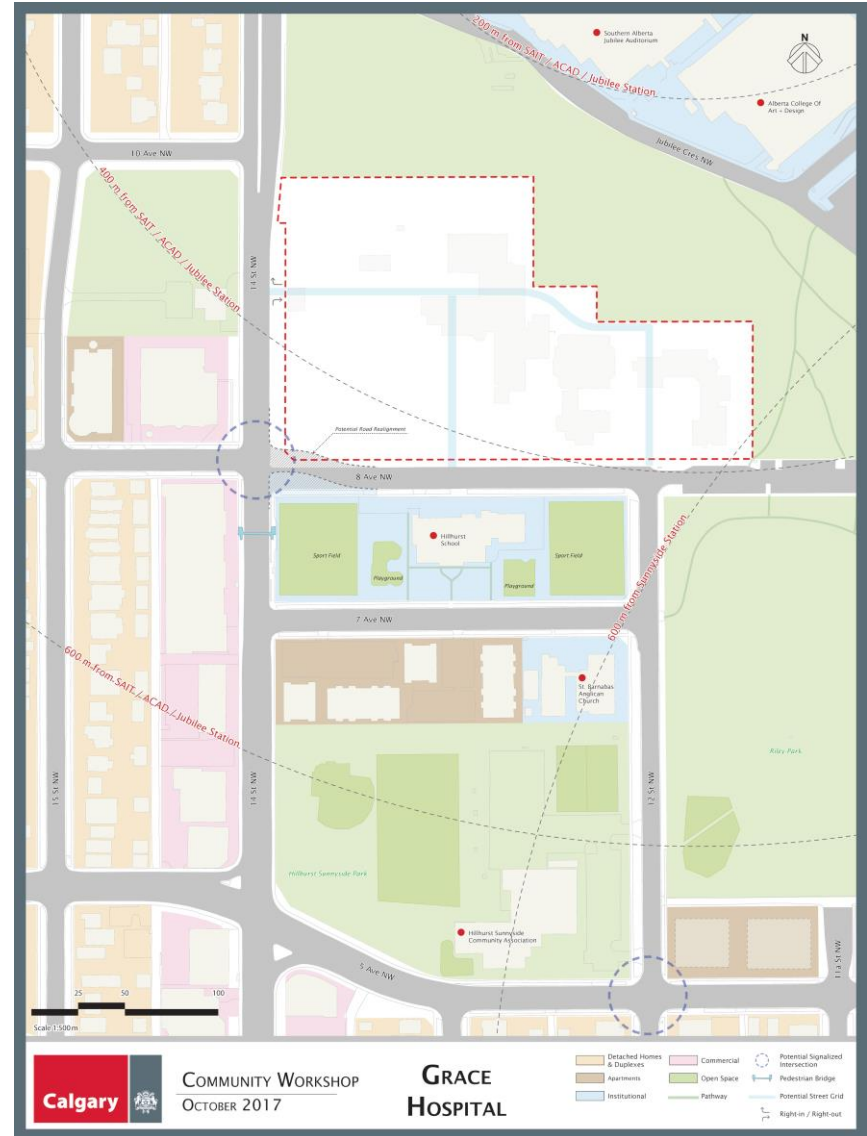 Southern Alberta
Jubilee Auditorium
N
200 m from SAIT / ACAD / Jubilee Station
Alberta College Of
Art + Design
Jubilee Cres NW
10 Ave NW
400 m from SAIT / ACAD / Jubilee Station
14 St NW
Potential Road Realignment
8 Ave NW
Hillhurst
School
Sport Field
Playground
Playground
Sport Field
600 m from Sunnyside Station
7 Ave NW
600 m from SAIT / ACAD / Jubilee Station
St. Barnabas
Anglican
Church
Riley Park
15 St NW
14 St NW
12 St NW
Hillhurst Sunnyside Park
Hillhurst Sunnyside
Community Association
5 Ave NW
11a St NW
25 50 100
Scale 1:500m
Calgary
COMMUNITY WORKSHOP
OCTOBER 2017
GRACE
HOSPITAL
Detached Homes
& Duplexes
Apartments
Institutional
Commercial
Open Space
Pathway
Potential Signalized
Intersection
Pedestrian Bridge
Potential Street Grid
Right-in / Right-out